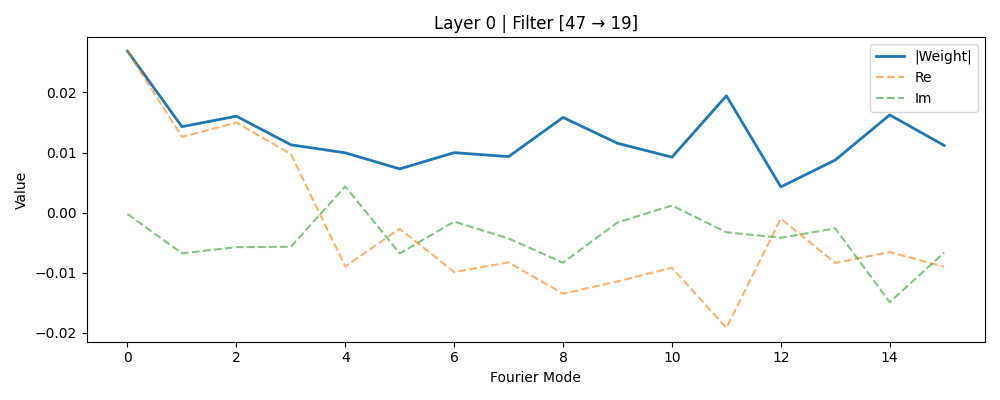 Layer 0 | Filter [47 → 19]
|Weight|
Re
Im
Value
0.02
0.01
0.00
−0.01
−0.02
0 2 4 6 8 10 12 14
Fourier Mode